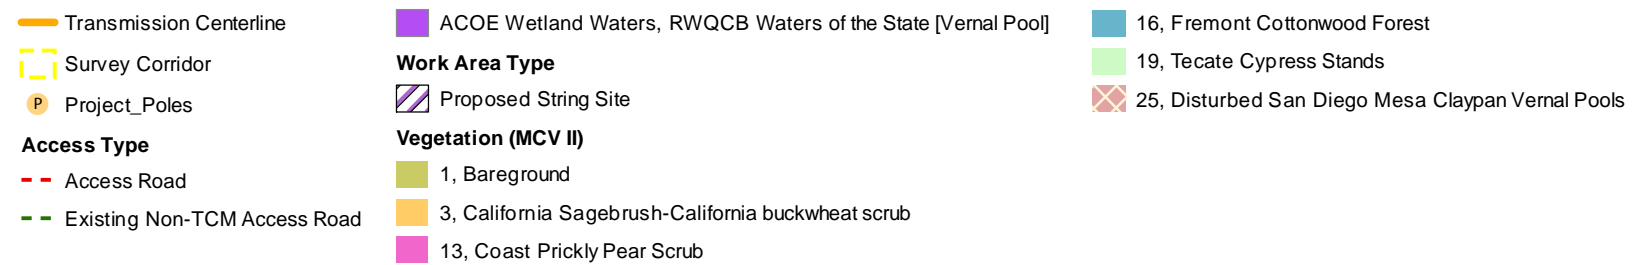 Transmission Centerline
Survey Corridor
P
Project_Poles
Access Type
Access Road
Existing Non-TCM Access Road
ACOE Wetland Waters, RWQCB Waters of the State [Vernal Pool]
Work Area Type
Proposed String Site
Vegetation (MCV II)
1, Bareground
3, California Sagebrush-California buckwheat scrub
13, Coast Prickly Pear Scrub
16, Fremont Cottonwood Forest
19, Tecate Cypress Stands
25, Disturbed San Diego Mesa Claypan Vernal Pools